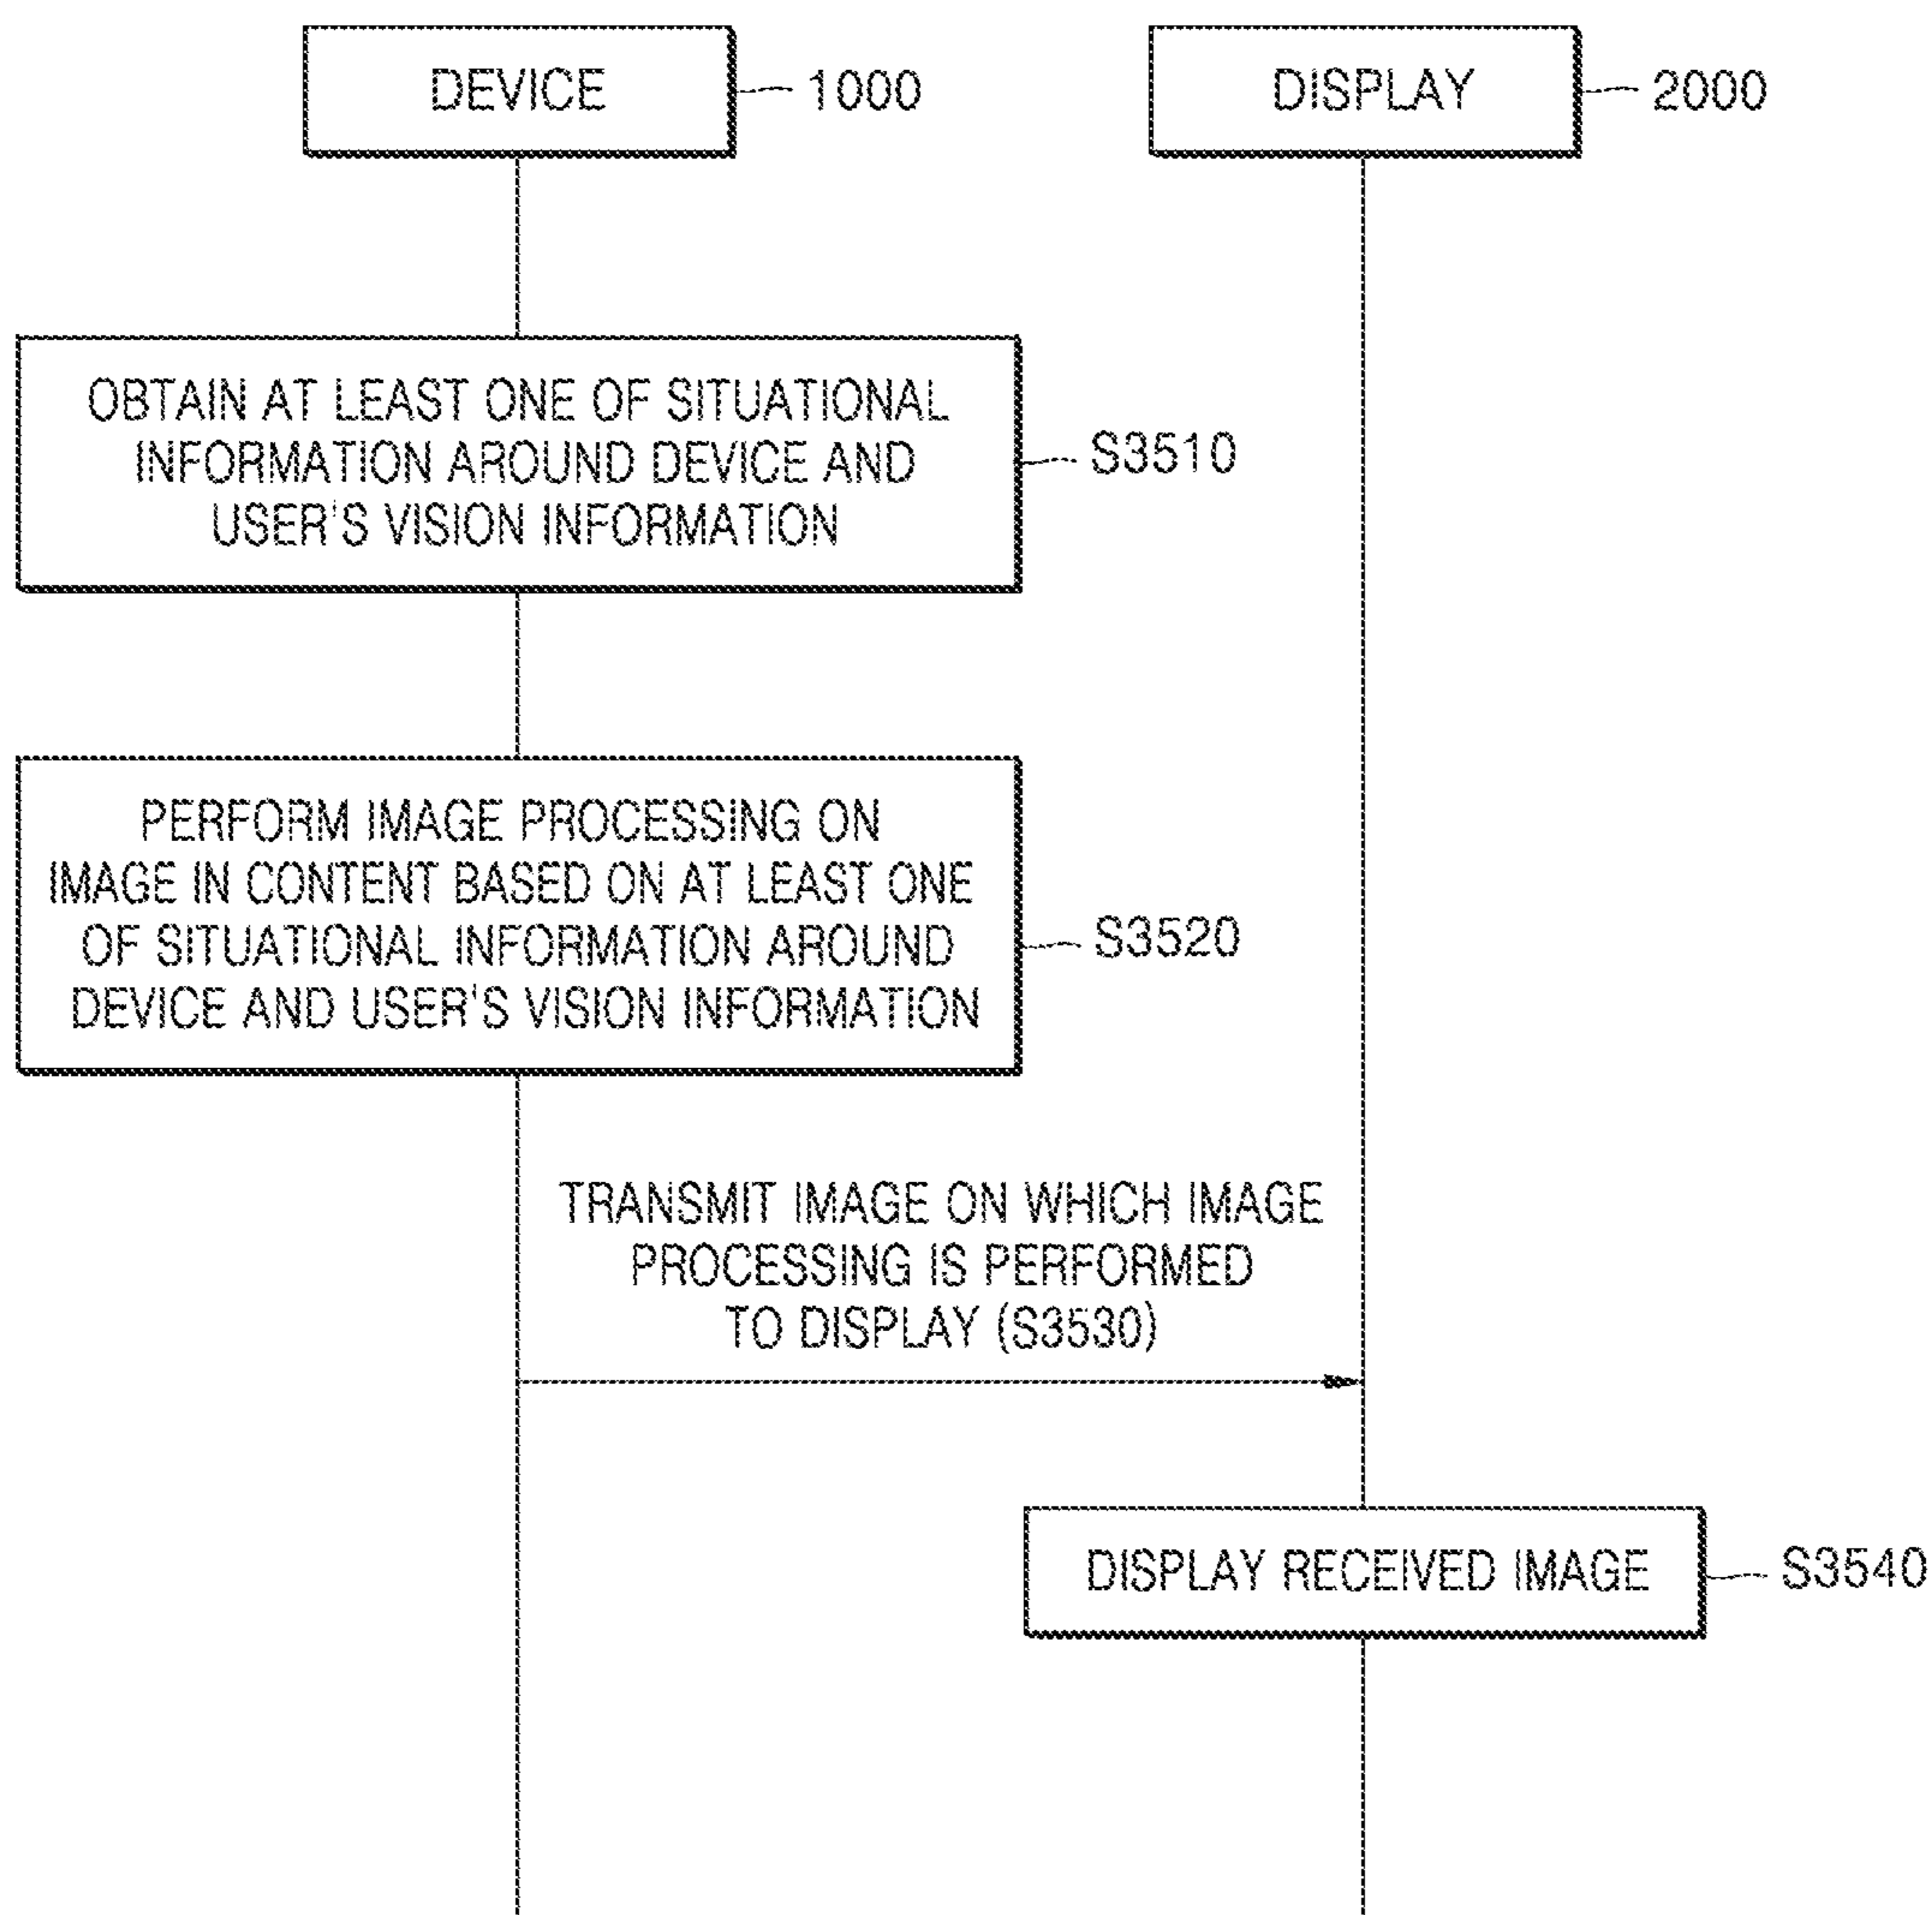 DEVICE
1000
DISPLAY
2000
OBTAIN AT LEAST ONE OF SITUATIONAL
INFORMATION AROUND DEVICE AND
USER'S VISION INFORMATION
S3510
PERFORM IMAGE PROCESSING ON
IMAGE IN CONTENT BASED ON AT LEAST ONE
OF SITUATIONAL INFORMATION AROUND
DEVICE AND USER'S VISION INFORMATION
S3520
TRANSMIT IMAGE ON WHICH IMAGE
PROCESSING IS PERFORMED
TO DISPLAY (S3530)
DISPLAY RECEIVED IMAGE
S3540